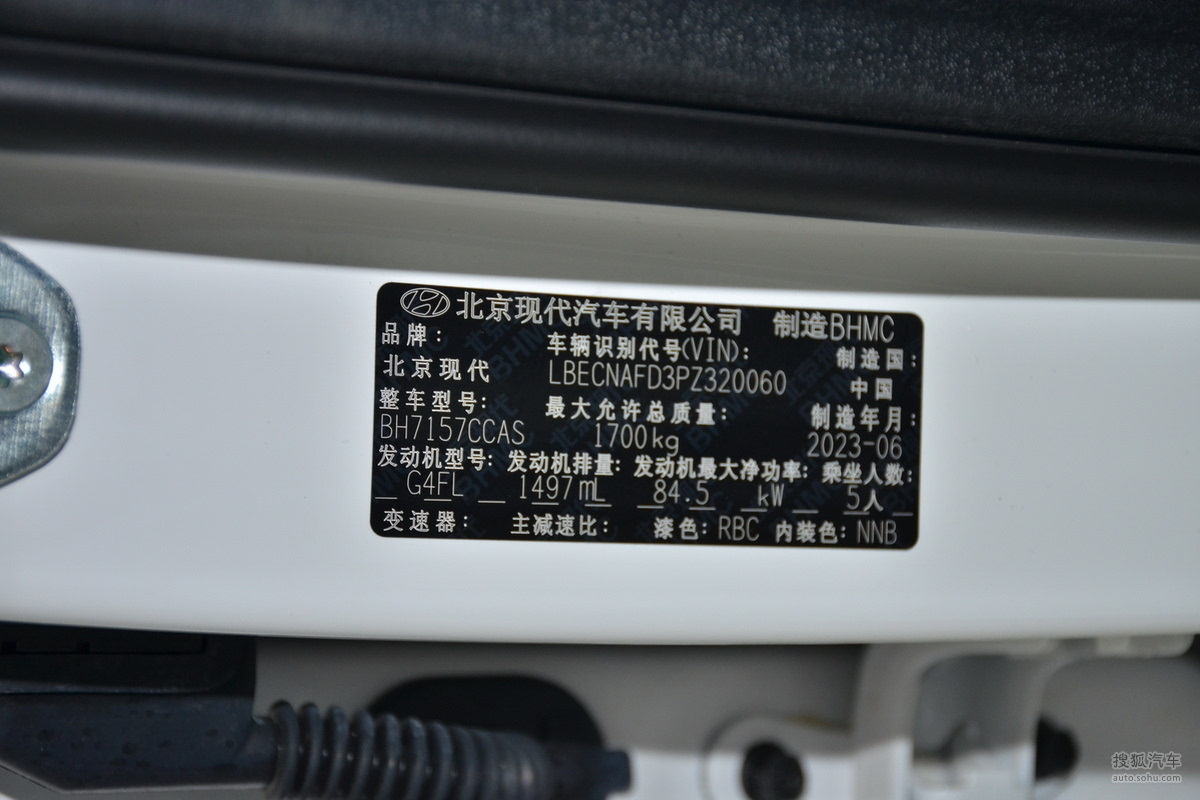 北京现代汽车有限公司 制造BHMC
品牌: 车辆识别代号(VIN): 制造国:
北京现代 LBECNAFD3PZ320060 中国
整车型号: 最大允许总质量: 制造年月:
BH7157CCAS 1700kg 2023-06
发动机型号: 发动机排量: 发动机最大净功率: 乘坐人数:
G4FL 1497mL 84.5 kW 5人
变速器: 主减速比: 漆色: RBC 内装色: NNB
搜狐汽车
auto.sohu.com